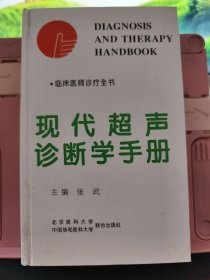 DIAGNOSIS
AND THERAPY
HANDBOOK
·临床医师诊疗全书
现代超声
诊断学手册
主编 张武
北京医科大学
中国协和医科大学 联合出版社